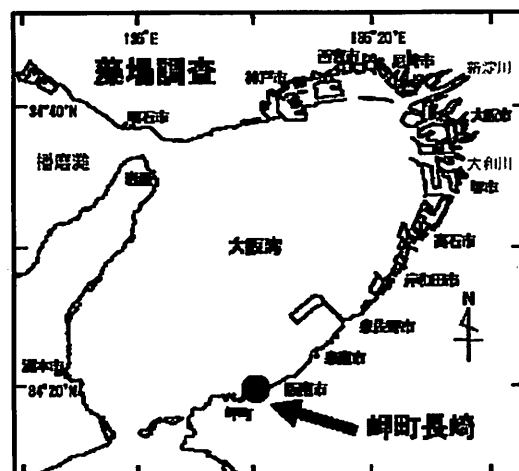 135°E
135°20'E
藻場調査
西宮市
尼崎市
神戸市
新淀川
34°40'N
明石市
大阪市
播磨灘
大和川
堺市
大阪湾
高石市
岸和田市
N
泉佐野市
泉南市
洲本市
34°20'N
阪南市
岬町
岬町長崎